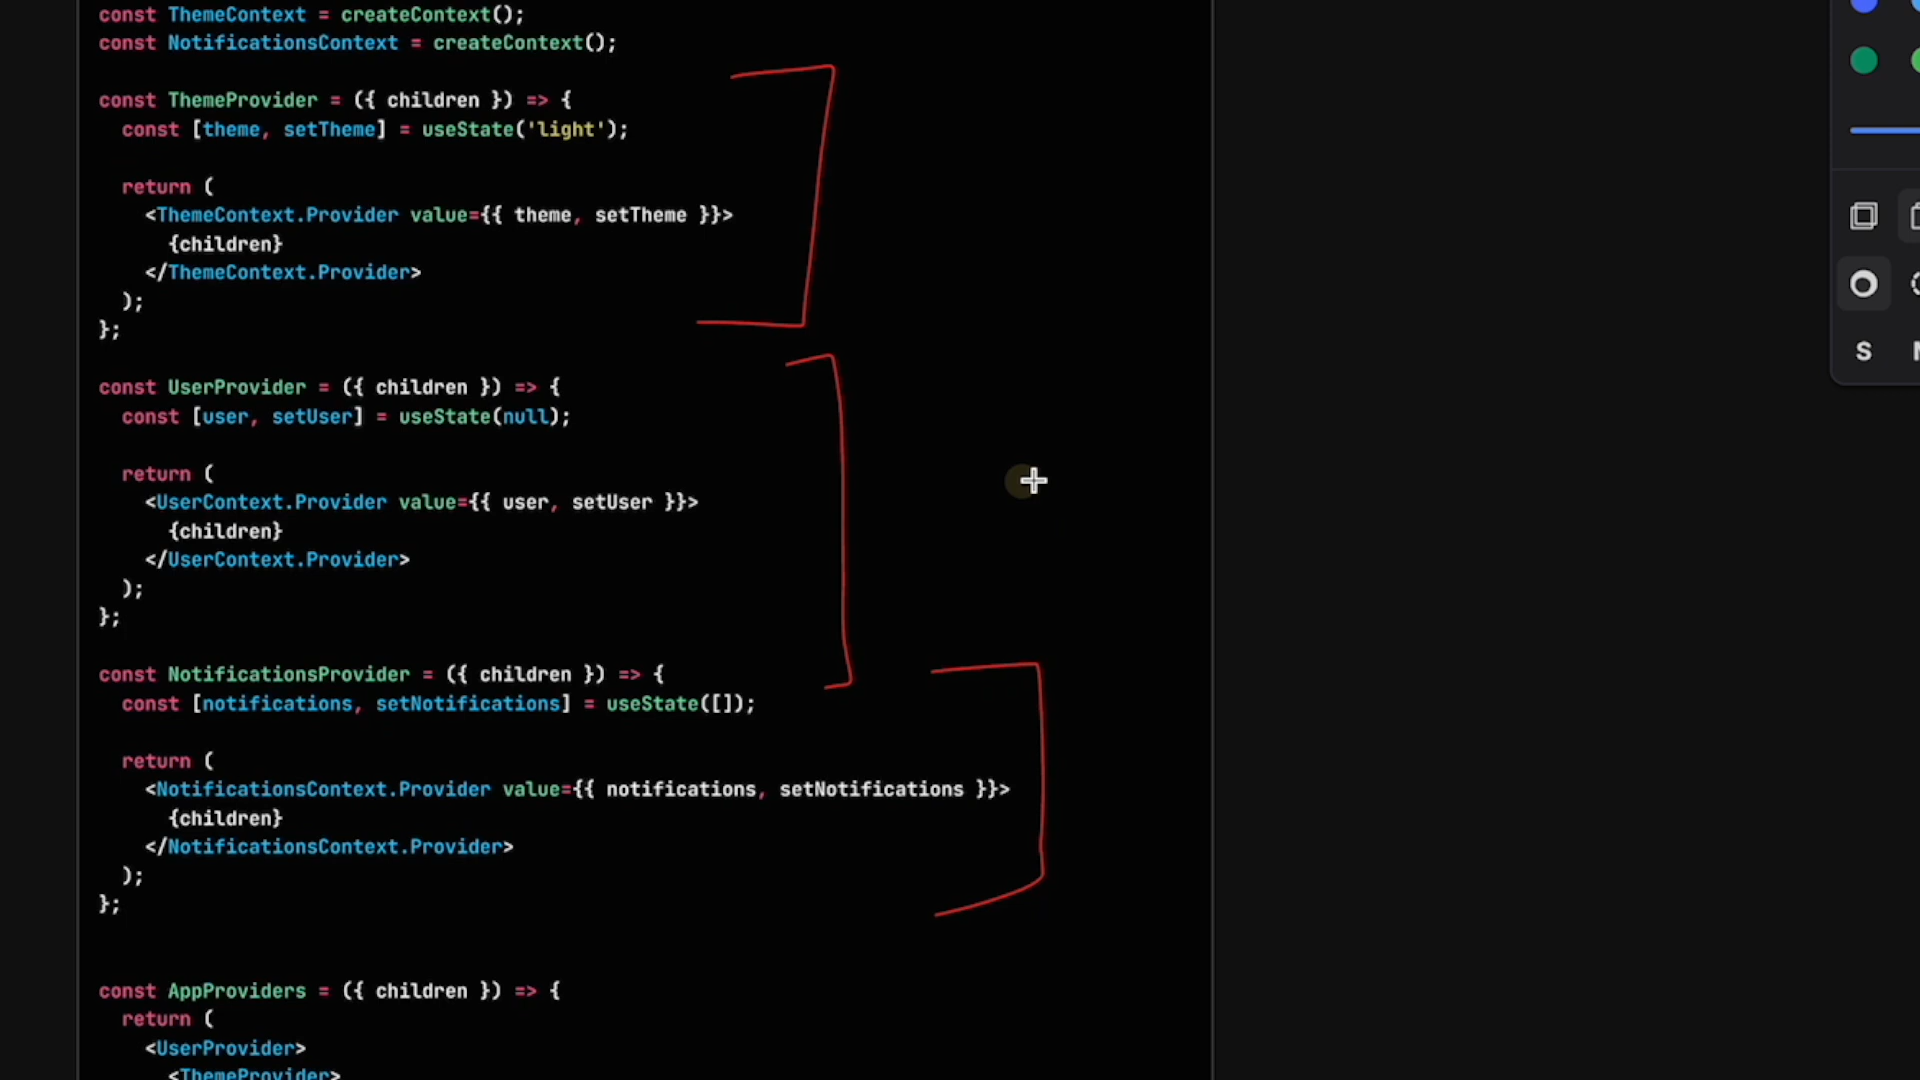 const ThemeContext = createContext();
const NotificationsContext = createContext();
const ThemeProvider = ({ children }) => {
  const [theme, setTheme] = useState('light');
  return (
    <ThemeContext.Provider value={{ theme, setTheme }}>
      {children}
    </ThemeContext.Provider>
  );
};
const UserProvider = ({ children }) => {
  const [user, setUser] = useState(null);
  return (
    <UserContext.Provider value={{ user, setUser }}>
      {children}
    </UserContext.Provider>
  );
};
const NotificationsProvider = ({ children }) => {
  const [notifications, setNotifications] = useState([]);
  return (
    <NotificationsContext.Provider value={{ notifications, setNotifications }}>
      {children}
    </NotificationsContext.Provider>
  );
};
const AppProviders = ({ children }) => {
  return (
    <UserProvider>
      <ThemeProvider>
S